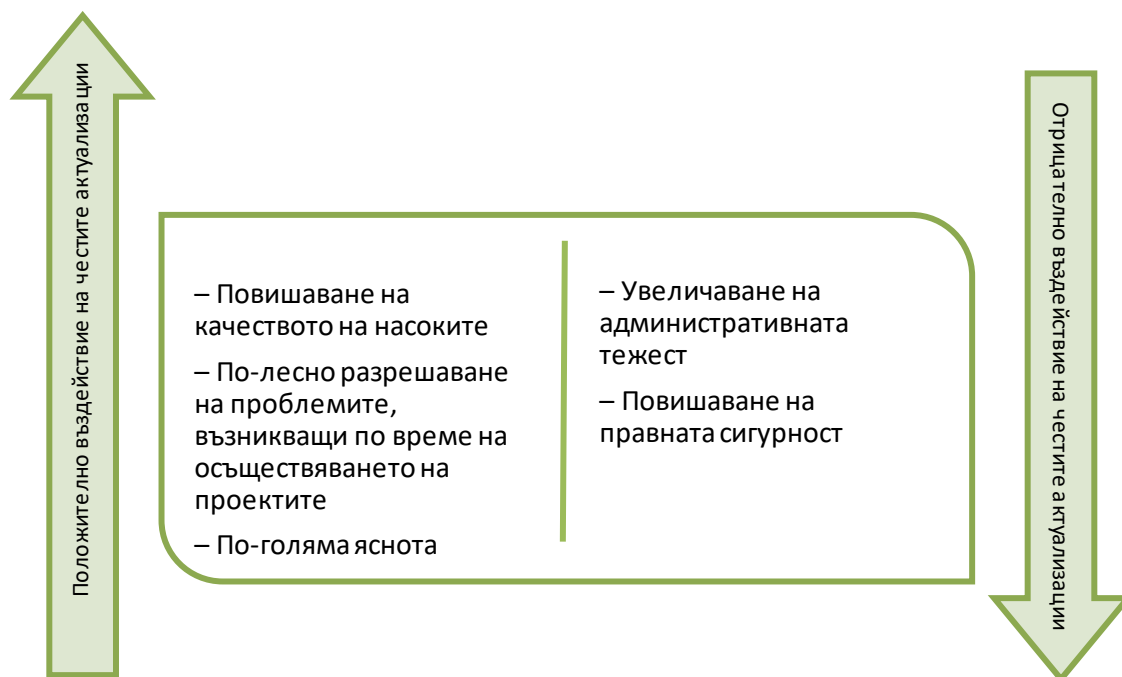 Положително въздействие на честите актуализации
– Повишаване на
качеството на насоките
– По-лесно разрешаване
на проблемите,
възникващи по време на
осъществяването на
проектите
– По-голяма яснота
– Увеличаване на
административната
тежест
– Повишаване на
правната сигурност
Отрицателно въздействие на честите актуализации